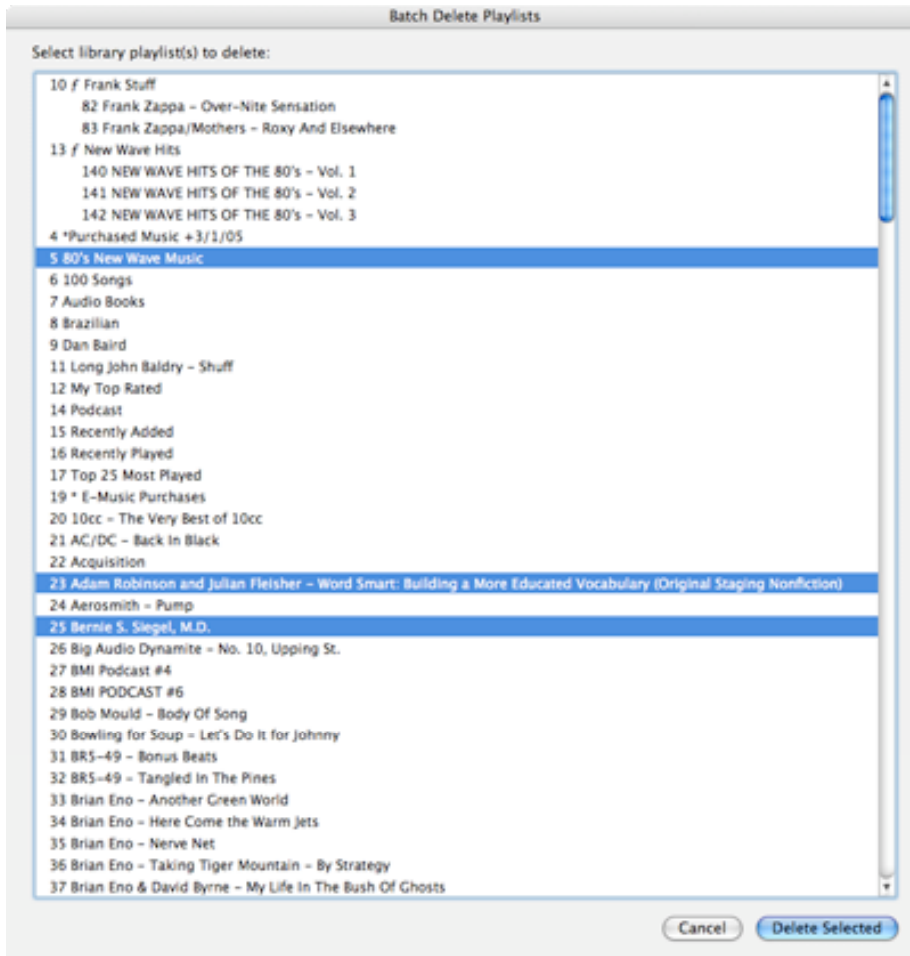 Batch Delete Playlists
Select library playlist(s) to delete:
10 ƒ Frank Stuff
82 Frank Zappa – Over-Nite Sensation
83 Frank Zappa/Mothers – Roxy And Elsewhere
13 ƒ New Wave Hits
140 NEW WAVE HITS OF THE 80's – Vol. 1
141 NEW WAVE HITS OF THE 80's – Vol. 2
142 NEW WAVE HITS OF THE 80's – Vol. 3
4 *Purchased Music +3/1/05
5 80's New Wave Music
6 100 Songs
7 Audio Books
8 Brazilian
9 Dan Baird
11 Long John Baldry – Shuff
12 My Top Rated
14 Podcast
15 Recently Added
16 Recently Played
17 Top 25 Most Played
19 * E-Music Purchases
20 10cc – The Very Best of 10cc
21 AC/DC – Back In Black
22 Acquisition
23 Adam Robinson and Julian Fleisher – Word Smart: Building a More Educated Vocabulary (Original Staging Nonfiction)
24 Aerosmith – Pump
25 Bernie S. Siegel, M.D.
26 Big Audio Dynamite – No. 10, Upping St.
27 BMI Podcast #4
28 BMI PODCAST #6
29 Bob Mould – Body Of Song
30 Bowling for Soup – Let's Do It for Johnny
31 BR5-49 – Bonus Beats
32 BR5-49 – Tangled In The Pines
33 Brian Eno – Another Green World
34 Brian Eno – Here Come the Warm Jets
35 Brian Eno – Nerve Net
36 Brian Eno – Taking Tiger Mountain – By Strategy
37 Brian Eno & David Byrne – My Life In The Bush Of Ghosts
Cancel
Delete Selected